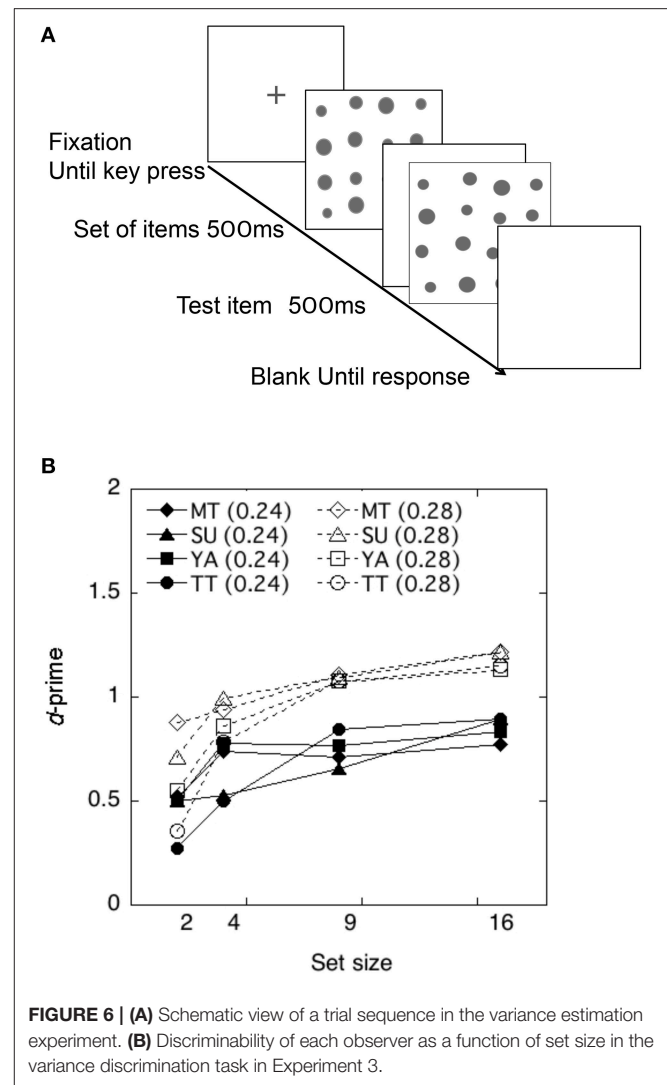 A
Fixation
Until key press
Set of items 500ms
Test item 500ms
Blank Until response
B
2
MT (0.24) MT (0.28)
SU (0.24) SU (0.28)
YA (0.24) YA (0.28)
TT (0.24) TT (0.28)
1.5
d-prime
1
0.5
0
2 4 9 16
Set size
FIGURE 6 | (A) Schematic view of a trial sequence in the variance estimation
experiment. (B) Discriminability of each observer as a function of set size in the
variance discrimination task in Experiment 3.